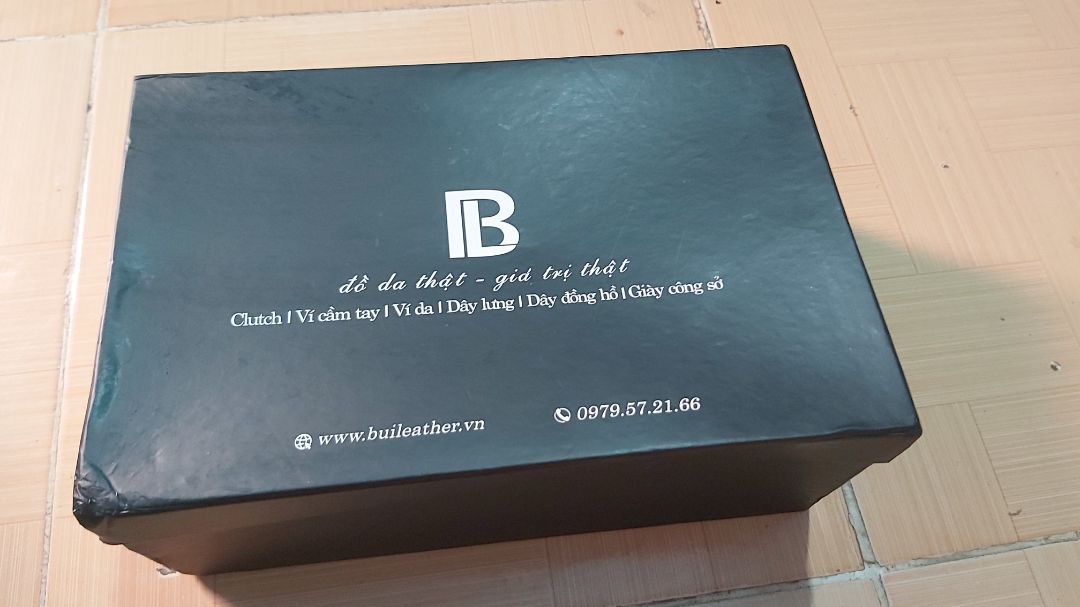 B
đồ da thật - giá trị thật
Clutch | Ví cầm tay | Ví da | Dây lưng | Dây đồng hồ | Giày công sở
www.buileather.vn
0979.57.21.66